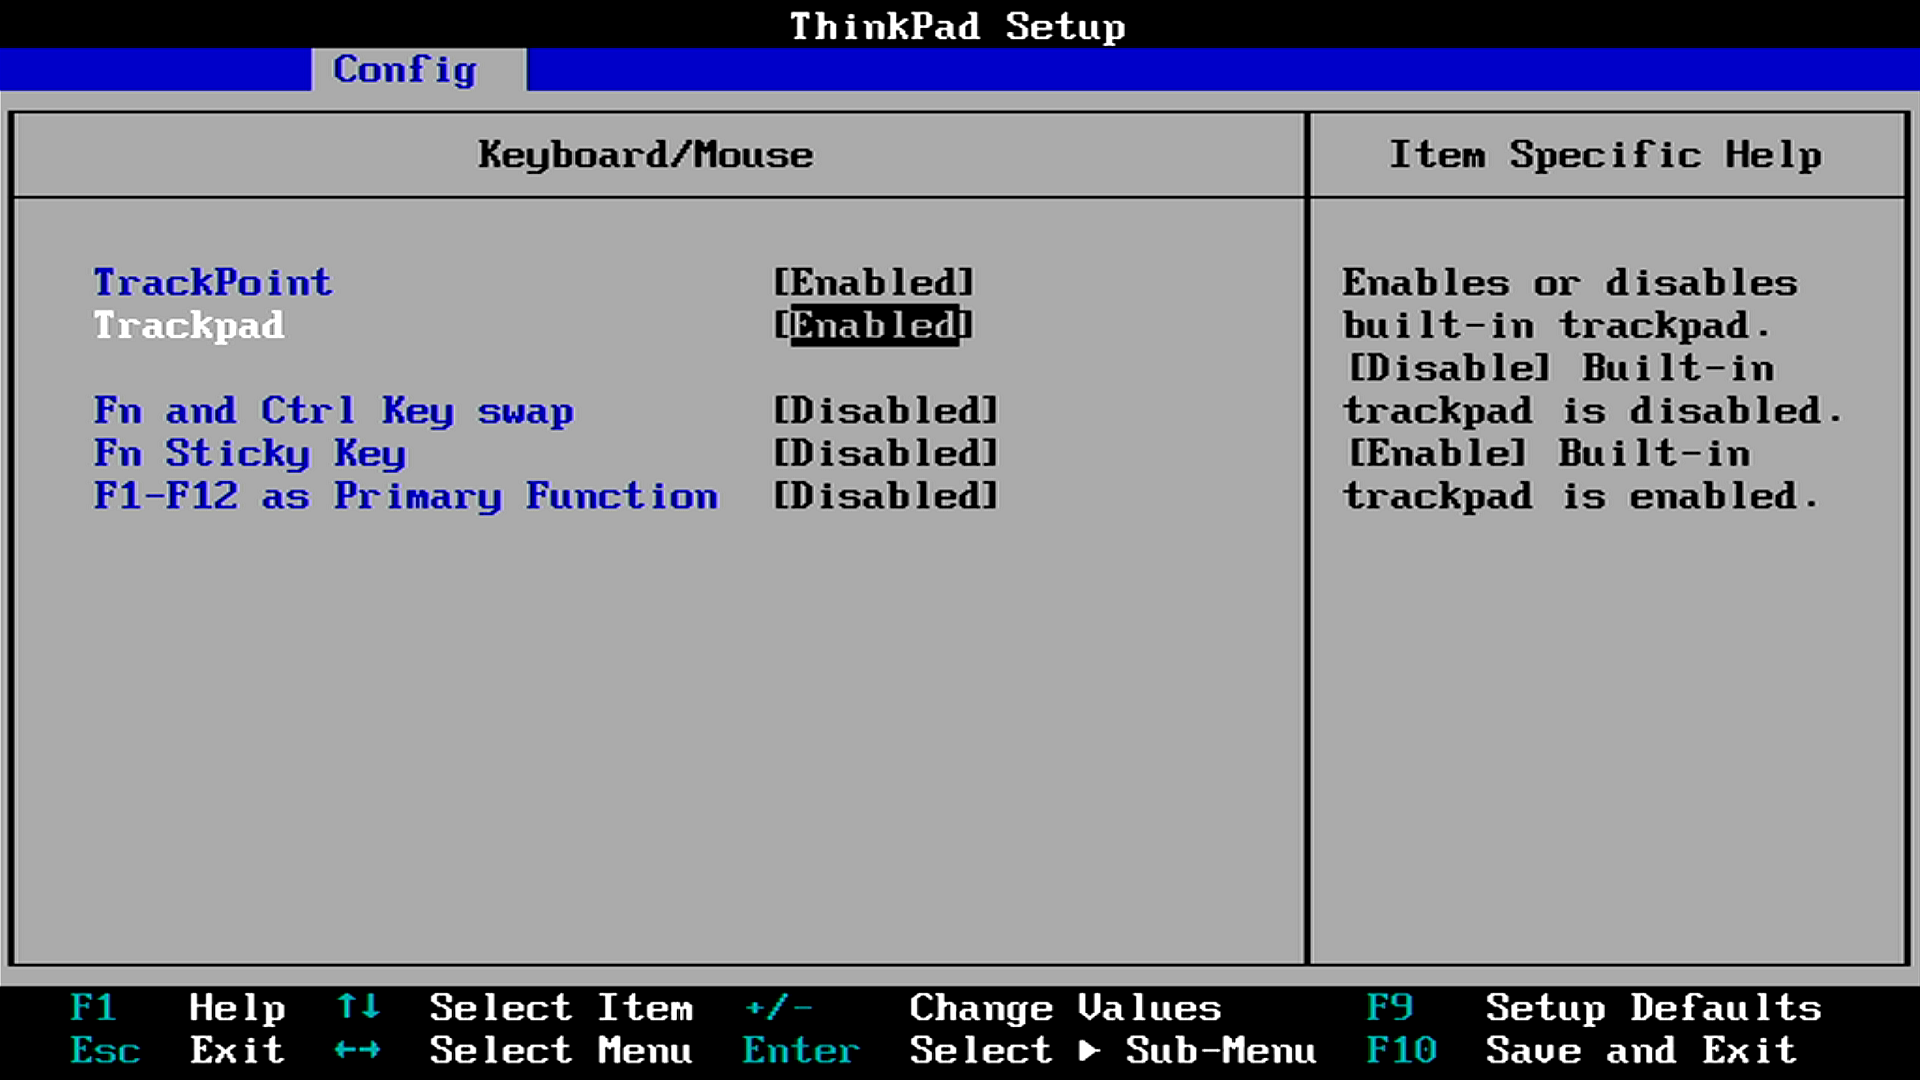 ThinkPad Setup
Config
Keyboard/Mouse
Item Specific Help
TrackPoint [Enabled]
Trackpad [Enabled]
Fn and Ctrl Key swap [Disabled]
Fn Sticky Key [Disabled]
F1-F12 as Primary Function [Disabled]
Enables or disables
built-in trackpad.
[Disable] Built-in
trackpad is disabled.
[Enable] Built-in
trackpad is enabled.
F1 Help ↑↓ Select Item +/- Change Values F9 Setup Defaults
Esc Exit ←→ Select Menu Enter Select ▶ Sub-Menu F10 Save and Exit